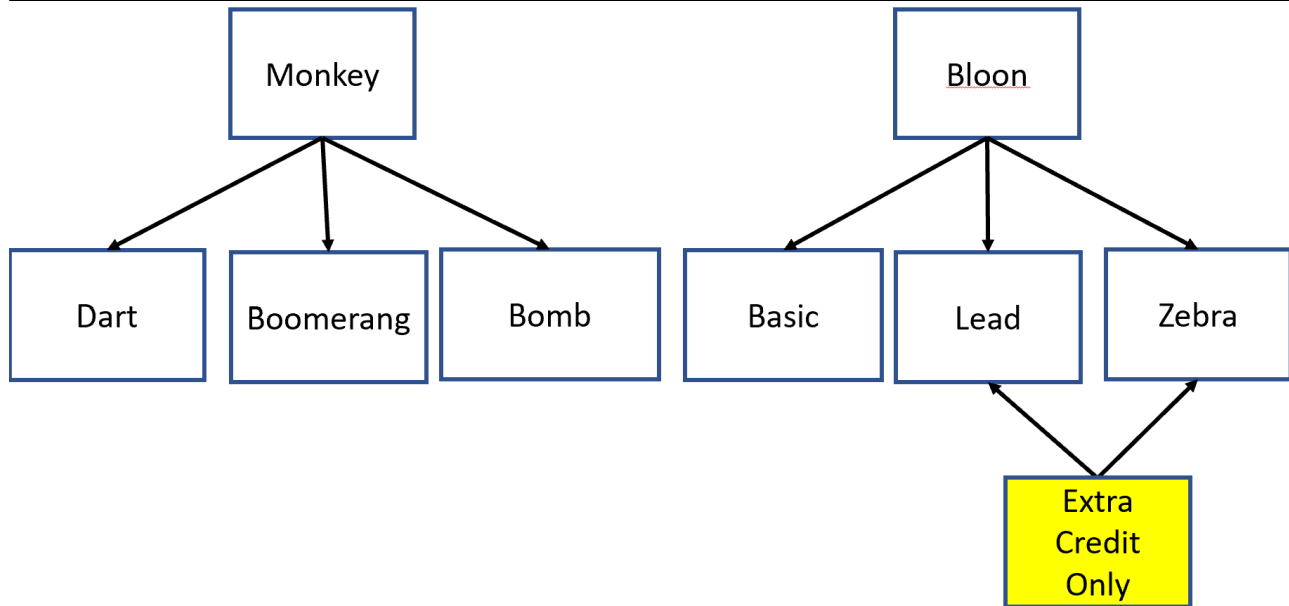 Monkey
Bloon
Dart
Boomerang
Bomb
Basic
Lead
Zebra
Extra
Credit
Only